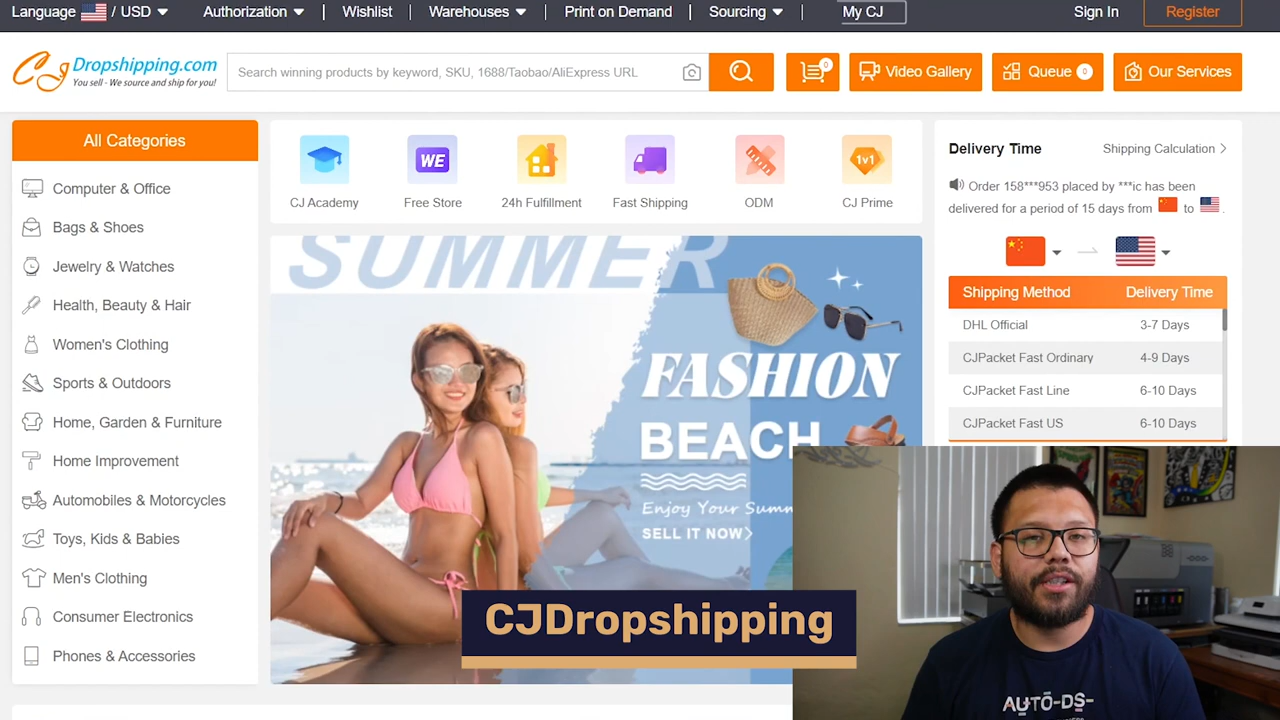 Language / USD
Authorization
Wishlist
Warehouses
Print on Demand
Sourcing
My CJ
Sign In
Register
CJ Dropshipping.com
You sell - We source and ship for you!
Search winning products by keyword, SKU, 1688/Taobao/AliExpress URL
0
Video Gallery
Queue 0
Our Services
All Categories
Computer & Office
Bags & Shoes
Jewelry & Watches
Health, Beauty & Hair
Women's Clothing
Sports & Outdoors
Home, Garden & Furniture
Home Improvement
Automobiles & Motorcycles
Toys, Kids & Babies
Men's Clothing
Consumer Electronics
Phones & Accessories
CJ Academy
WE
Free Store
24h Fulfillment
Fast Shipping
ODM
1v1
CJ Prime
SUMMER
FASHION
BEACH
Enjoy Your Summ
SELL IT NOW>
Delivery Time
Shipping Calculation >
Order 158***953 placed by ***ic has been
delivered for a period of 15 days from to .
Shipping Method Delivery Time
DHL Official 3-7 Days
CJPacket Fast Ordinary 4-9 Days
CJPacket Fast Line 6-10 Days
CJPacket Fast US 6-10 Days
CJDropshipping
AUTO-DS-